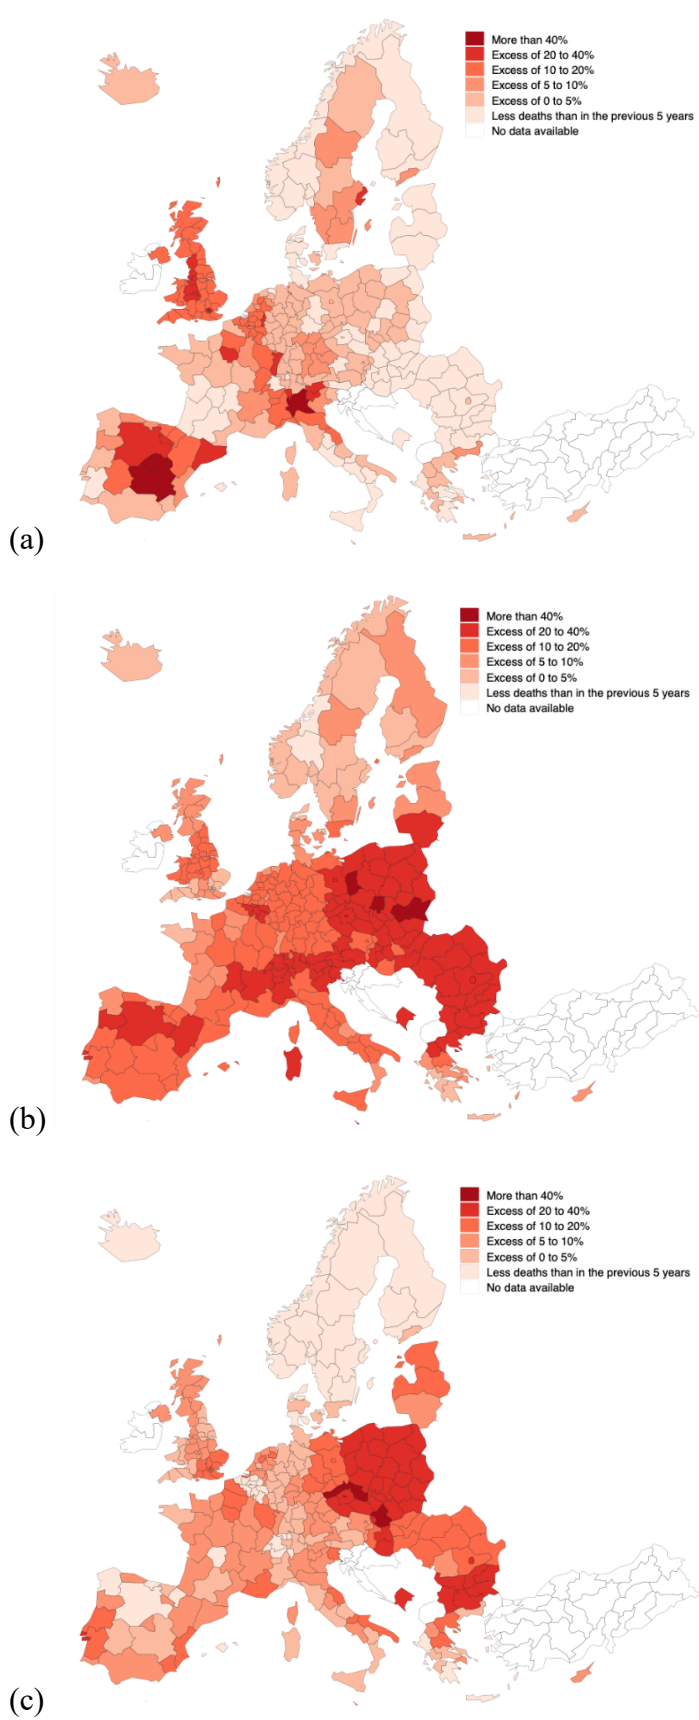 More than 40%
Excess of 20 to 40%
Excess of 10 to 20%
Excess of 5 to 10%
Excess of 0 to 5%
Less deaths than in the previous 5 years
No data available
(a)
More than 40%
Excess of 20 to 40%
Excess of 10 to 20%
Excess of 5 to 10%
Excess of 0 to 5%
Less deaths than in the previous 5 years
No data available
(b)
More than 40%
Excess of 20 to 40%
Excess of 10 to 20%
Excess of 5 to 10%
Excess of 0 to 5%
Less deaths than in the previous 5 years
No data available
(c)